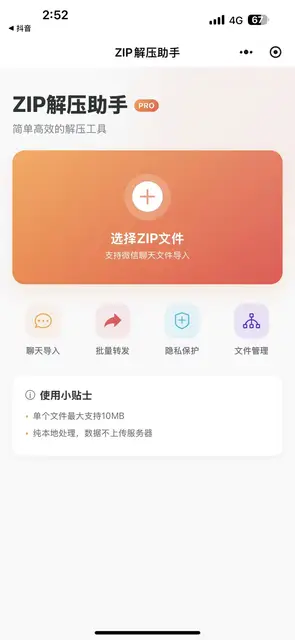 2:52
4G
67
◀ 抖音
ZIP解压助手
ZIP解压助手 PRO
简单高效的解压工具
选择ZIP文件
支持微信聊天文件导入
聊天导入 批量转发 隐私保护 文件管理
使用小贴士
• 单个文件最大支持10MB
• 纯本地处理，数据不上传服务器